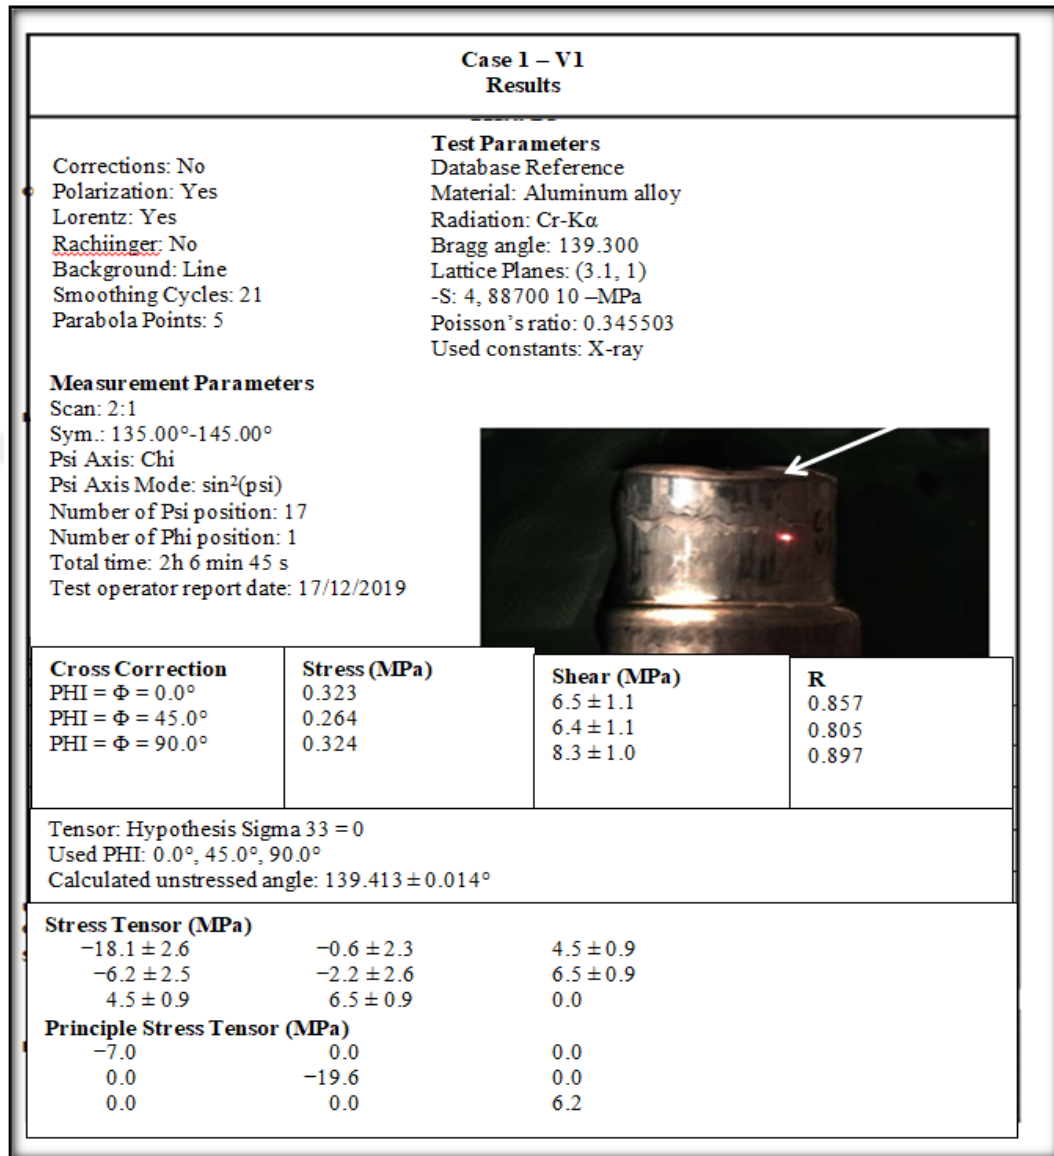 Case 1 – V1
Results
Corrections: No
Polarization: Yes
Lorentz: Yes
Rachiinger: No
Background: Line
Smoothing Cycles: 21
Parabola Points: 5
Test Parameters
Database Reference
Material: Aluminum alloy
Radiation: Cr-Kα
Bragg angle: 139.300
Lattice Planes: (3.1, 1)
-S: 4, 88700 10 –MPa
Poisson’s ratio: 0.345503
Used constants: X-ray
Measurement Parameters
Scan: 2:1
Sym.: 135.00°-145.00°
Psi Axis: Chi
Psi Axis Mode: sin²(psi)
Number of Psi position: 17
Number of Phi position: 1
Total time: 2h 6 min 45 s
Test operator report date: 17/12/2019
Cross Correction Stress (MPa) Shear (MPa) R
PHI = Φ = 0.0° 0.323 6.5 ± 1.1 0.857
PHI = Φ = 45.0° 0.264 6.4 ± 1.1 0.805
PHI = Φ = 90.0° 0.324 8.3 ± 1.0 0.897
Tensor: Hypothesis Sigma 33 = 0
Used PHI: 0.0°, 45.0°, 90.0°
Calculated unstressed angle: 139.413 ± 0.014°
Stress Tensor (MPa)
−18.1 ± 2.6 −0.6 ± 2.3 4.5 ± 0.9
−6.2 ± 2.5 −2.2 ± 2.6 6.5 ± 0.9
4.5 ± 0.9 6.5 ± 0.9 0.0
Principle Stress Tensor (MPa)
−7.0 0.0 0.0
0.0 −19.6 0.0
0.0 0.0 6.2